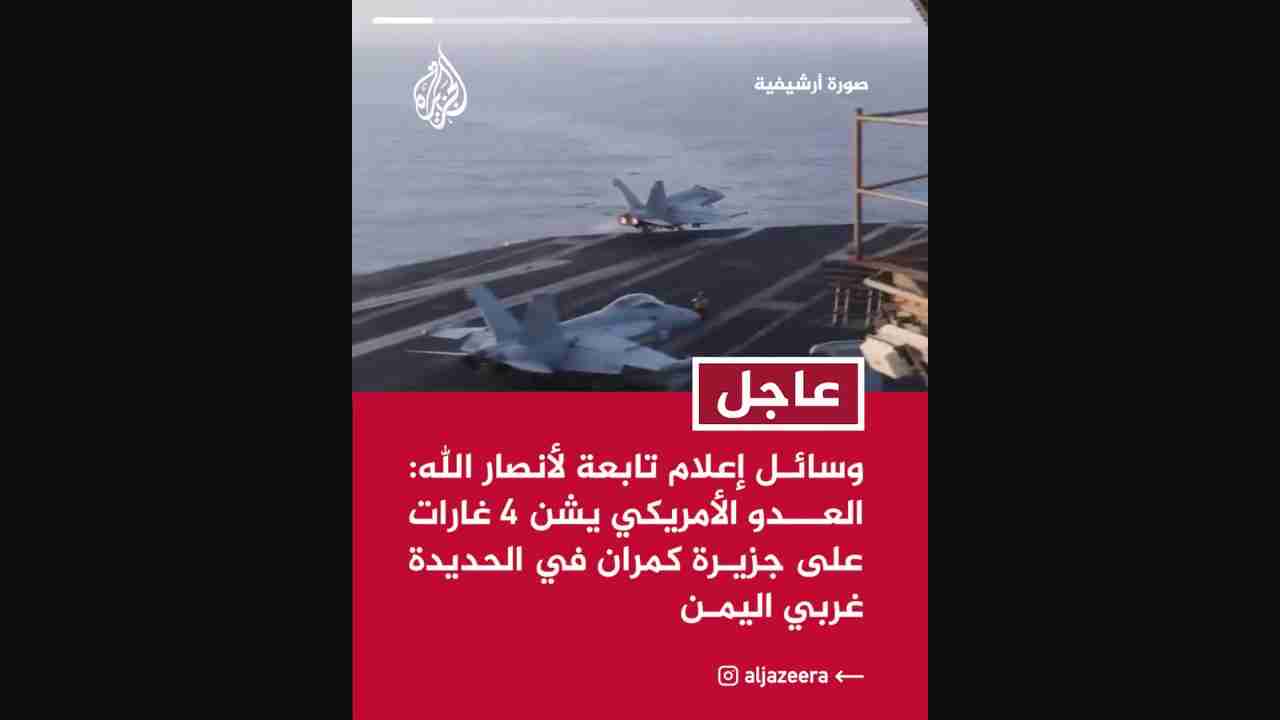 الجزيرة
صورة أرشيفية
عاجل
وسائل إعلام تابعة لأنصار الله:
العدو الأمريكي يشن 4 غارات
على جزيرة كمران في الحديدة
غربي اليمن
aljazeera